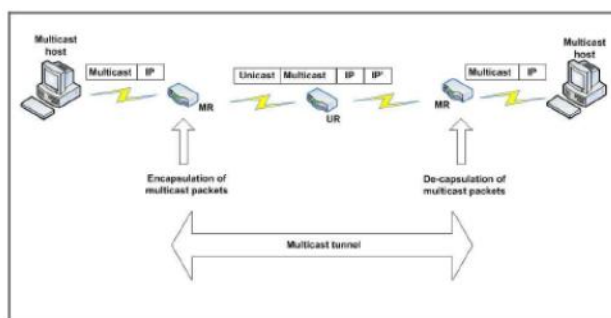 Multicast
host
Multicast
host
Multicast IP
Unicast Multicast IP IP'
Multicast IP
MR
UR
MR
Encapsulation of
multicast packets
De-capsulation of
multicast packets
Multicast tunnel